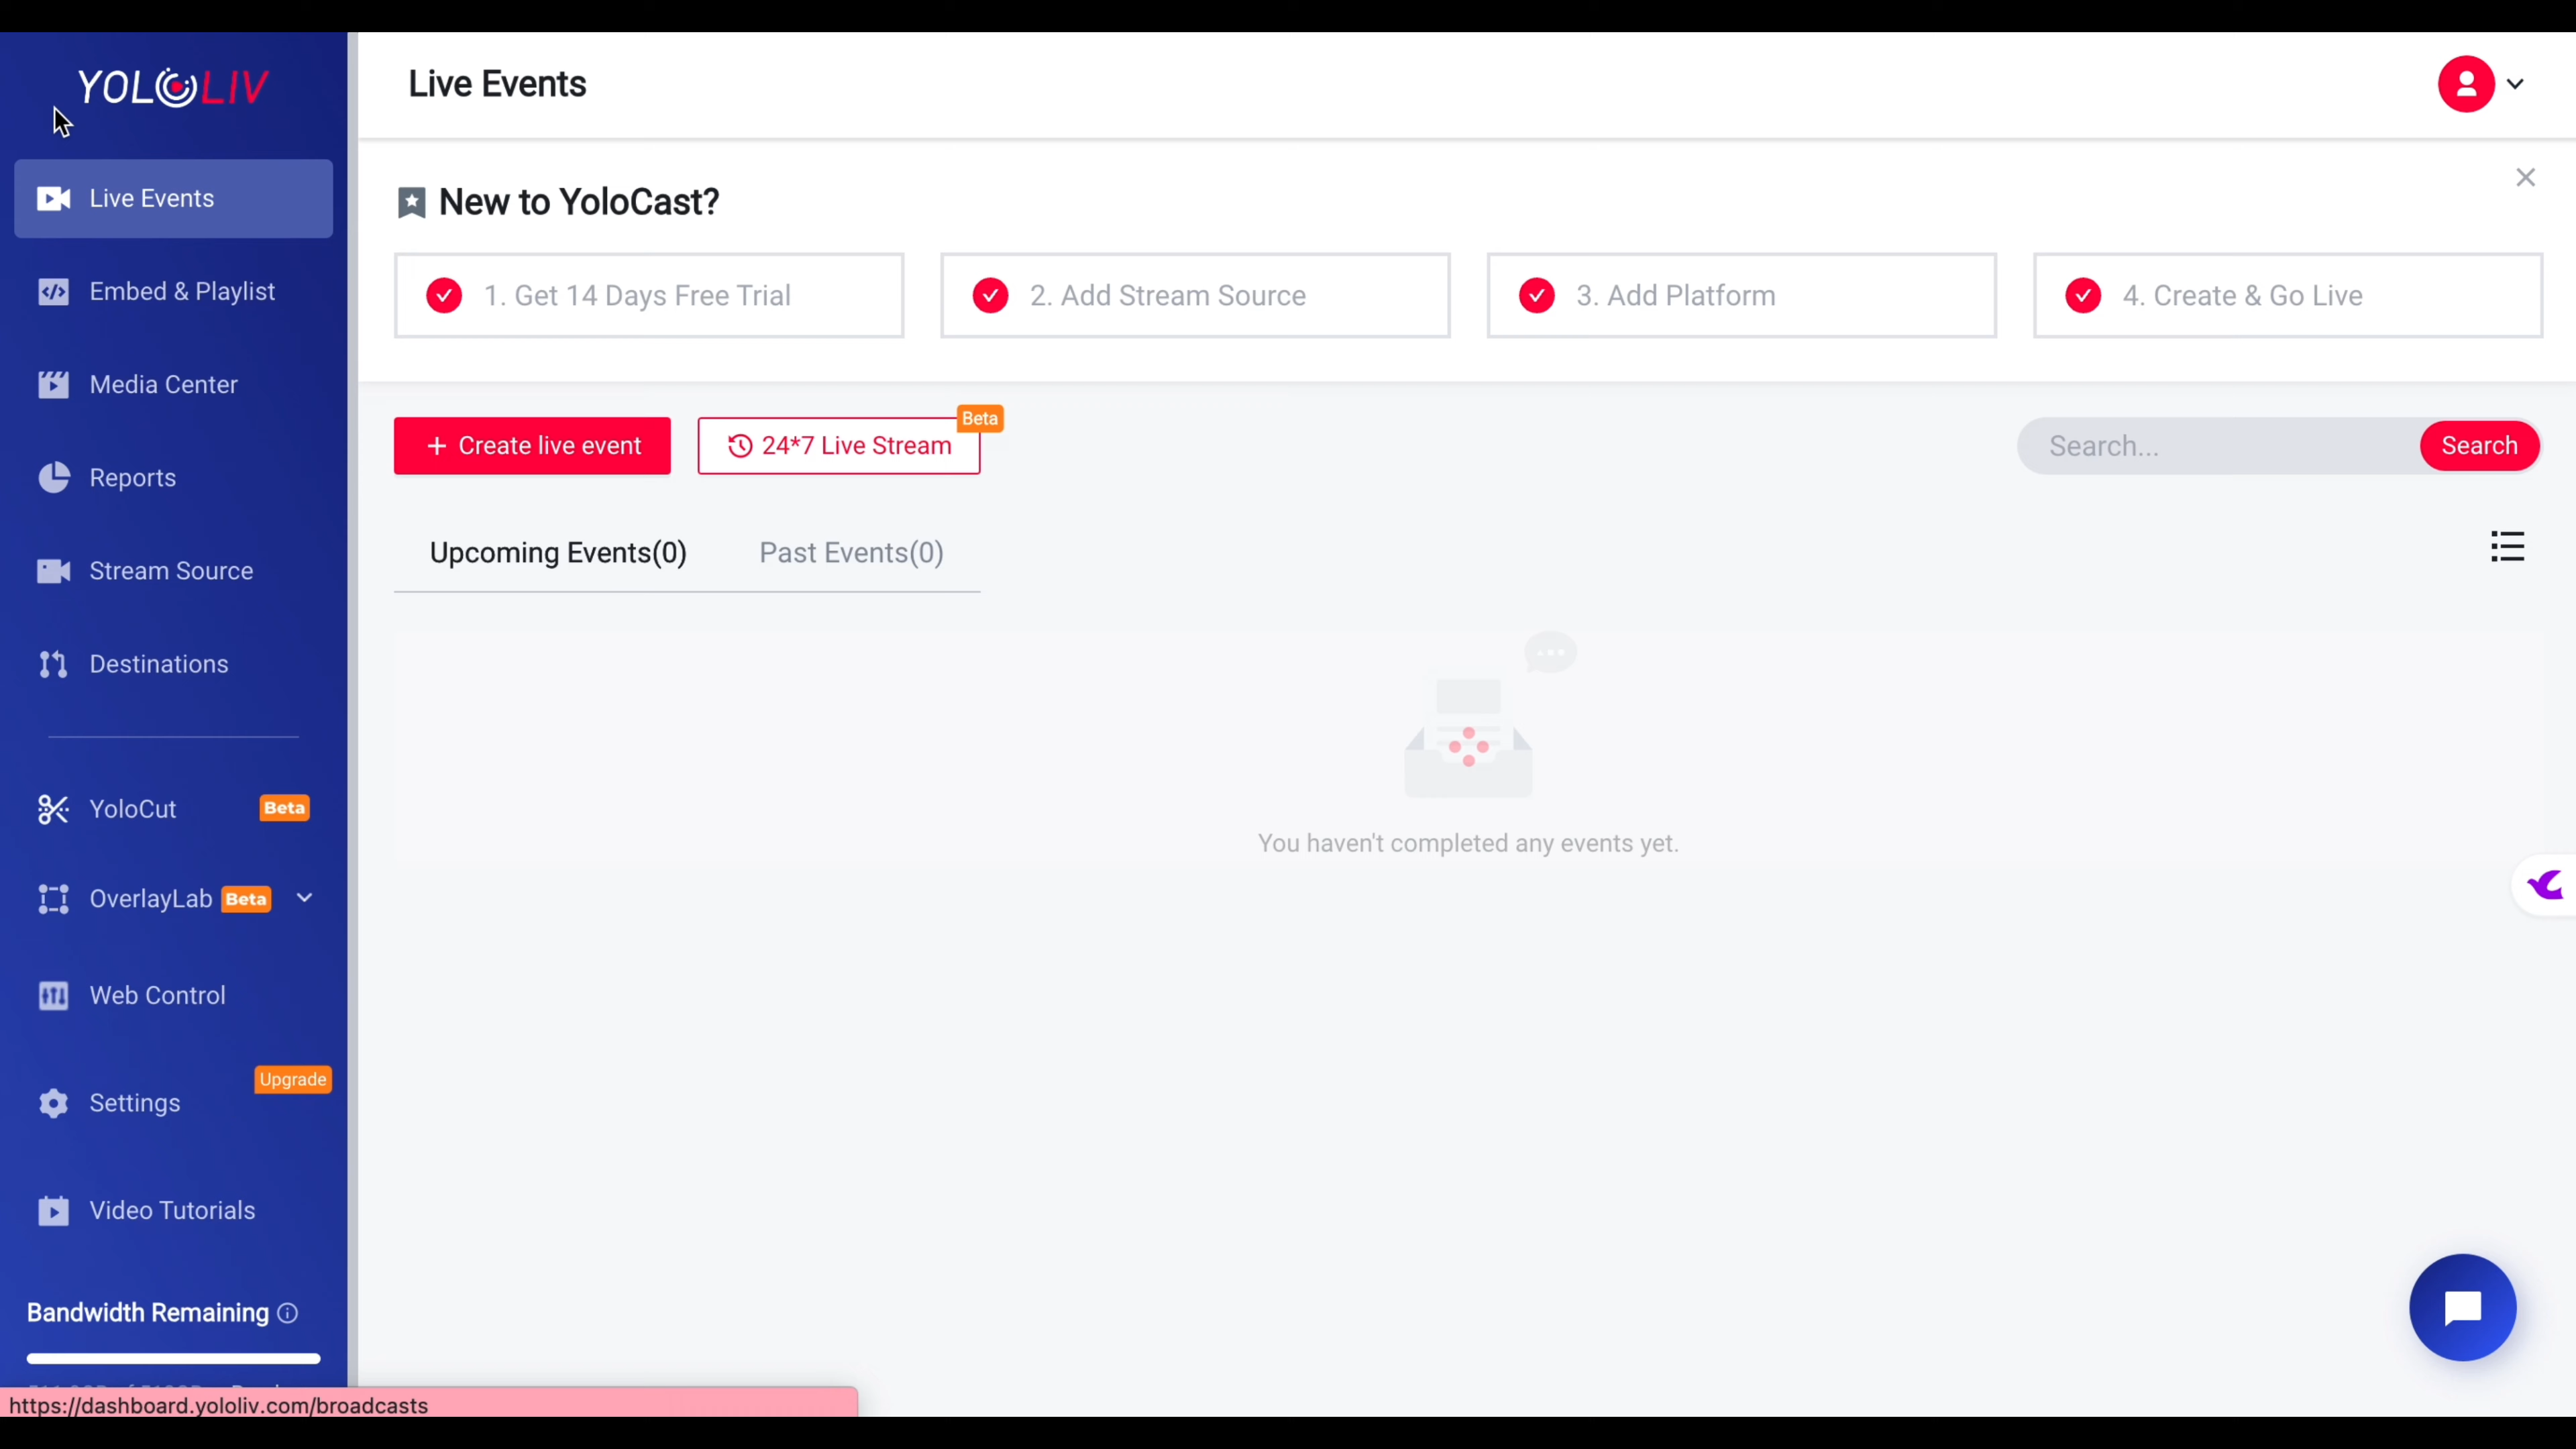 YOLOLIV
Live Events
Live Events
Embed & Playlist
Media Center
Reports
Stream Source
Destinations
YoloCut Beta
OverlayLab Beta
Web Control
Upgrade
Settings
Video Tutorials
Bandwidth Remaining
https://dashboard.yololiv.com/broadcasts
New to YoloCast?
1. Get 14 Days Free Trial
2. Add Stream Source
3. Add Platform
4. Create & Go Live
+ Create live event
24*7 Live Stream
Beta
Search...
Search
Upcoming Events(0)
Past Events(0)
You haven't completed any events yet.